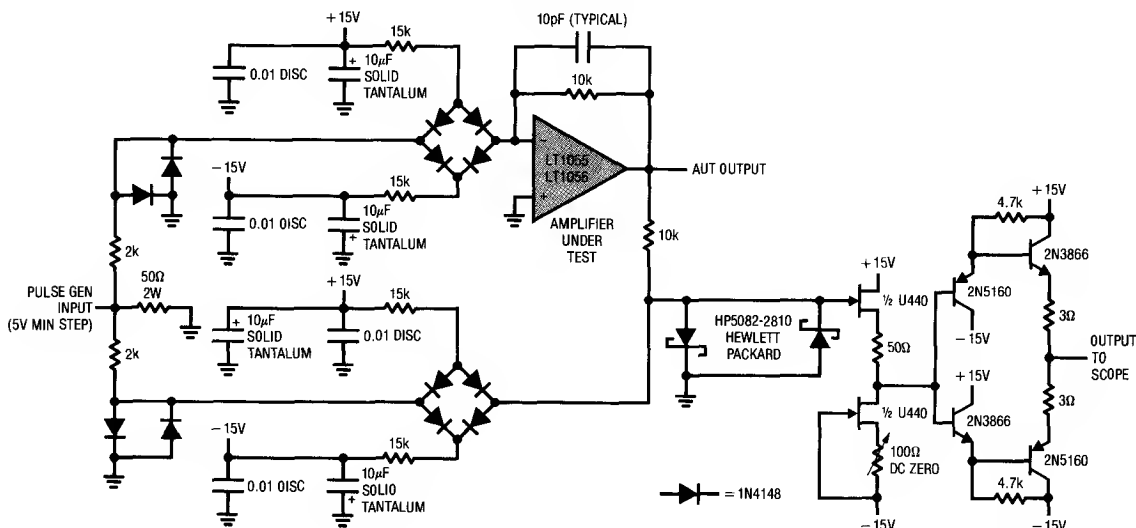 +15V
15k
0.01 DISC
+
10µF
SOLID
TANTALUM
10pF (TYPICAL)
10k
−15V
15k
0.01 OISC
10µF
SOLID
TANTALUM
+
−
LT1055
LT1056
+
AMPLIFIER
UNDER
TEST
AUT OUTPUT
10k
2k
PULSE GEN
INPUT
(5V MIN STEP)
50Ω
2W
2k
+15V
15k
+
10µF
SOLID
TANTALUM
0.01 DISC
−15V
15k
0.01 OISC
10µF
SOLIO
TANTALUM
+
HP5082-2810
HEWLETT
PACKARD
+15V
½ U440
50Ω
½ U440
100Ω
DC ZERO
−15V
+15V
4.7k
2N3866
2N5160
−15V
3Ω
OUTPUT
TO
SCOPE
+15V
3Ω
2N3866
2N5160
4.7k
−15V
= 1N4148